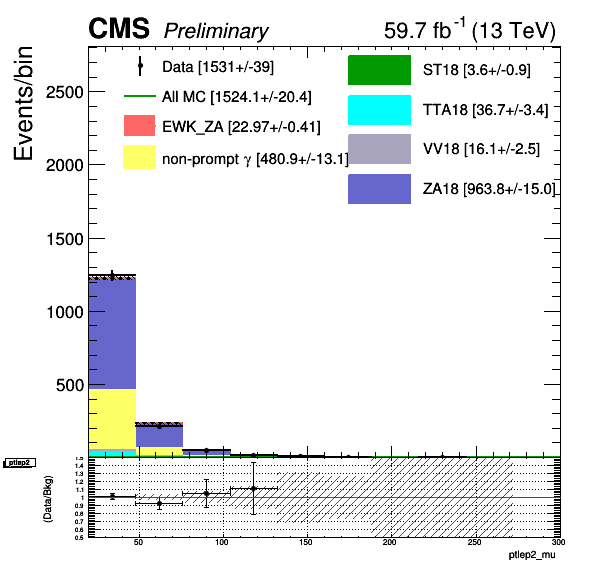 CMS Preliminary 59.7 fb⁻¹ (13 TeV)
Events/bin
Data [1531+/-39]
All MC [1524.1+/-20.4]
EWK_ZA [22.97+/-0.41]
non-prompt γ [480.9+/-13.1]
ST18 [3.6+/-0.9]
TTA18 [36.7+/-3.4]
VV18 [16.1+/-2.5]
ZA18 [963.8+/-15.0]
2500
2000
1500
1000
500
ptlep2
(Data/Bkg)
1.5
1.4
1.3
1.2
1.1
1
0.9
0.8
0.7
0.6
0.5
50 100 150 200 250 300
ptlep2_mu